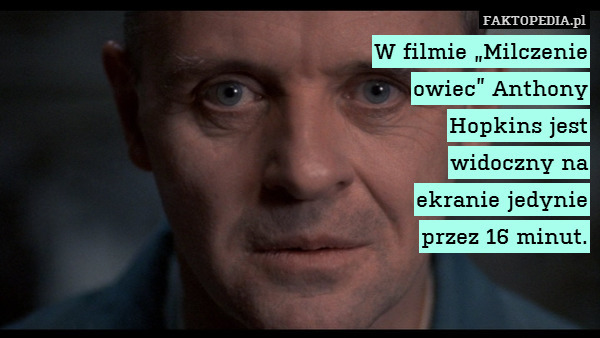 FAKTOPEDIA.pl
W filmie „Milczenie
owiec” Anthony
Hopkins jest
widoczny na
ekranie jedynie
przez 16 minut.